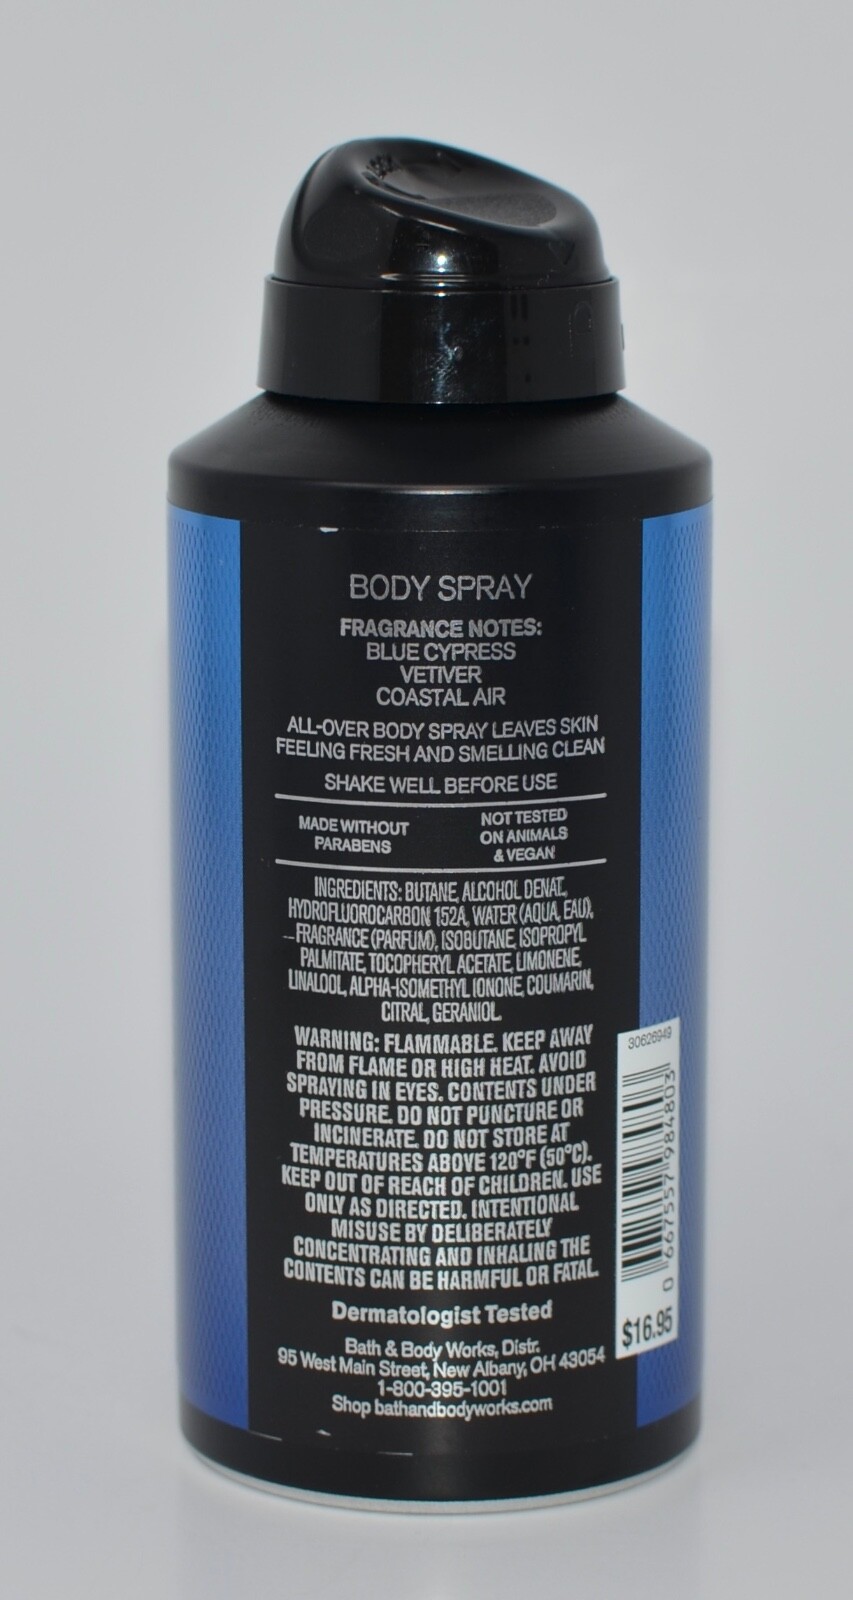 BODY SPRAY
FRAGRANCE NOTES:
BLUE CYPRESS
VETIVER
COASTAL AIR
ALL-OVER BODY SPRAY LEAVES SKIN
FEELING FRESH AND SMELLING CLEAN
SHAKE WELL BEFORE USE
MADE WITHOUT
PARABENS
NOT TESTED
ON ANIMALS
& VEGAN
INGREDIENTS: BUTANE, ALCOHOL DENAT.,
HYDROFLUOROCARBON 152A, WATER (AQUA, EAU),
FRAGRANCE (PARFUM), ISOBUTANE, ISOPROPYL
PALMITATE, TOCOPHERYL ACETATE, LIMONENE,
LINALOOL, ALPHA-ISOMETHYL IONONE, COUMARIN,
CITRAL, GERANIOL.
WARNING: FLAMMABLE. KEEP AWAY
FROM FLAME OR HIGH HEAT. AVOID
SPRAYING IN EYES. CONTENTS UNDER
PRESSURE. DO NOT PUNCTURE OR
INCINERATE. DO NOT STORE AT
TEMPERATURES ABOVE 120°F (50°C).
KEEP OUT OF REACH OF CHILDREN. USE
ONLY AS DIRECTED. INTENTIONAL
MISUSE BY DELIBERATELY
CONCENTRATING AND INHALING THE
CONTENTS CAN BE HARMFUL OR FATAL.
Dermatologist Tested
Bath & Body Works, Distr.
95 West Main Street, New Albany, OH 43054
1-800-395-1001
Shop bathandbodyworks.com
30626949
0 667557 984803
$16.95